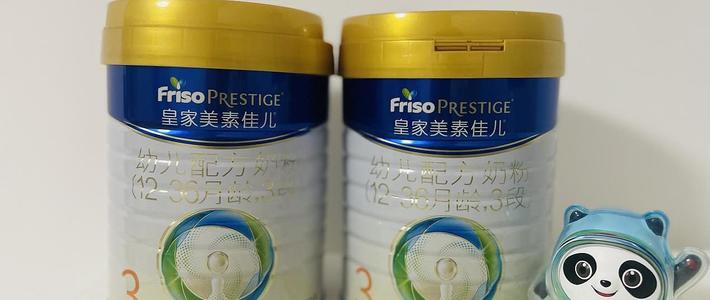 Friso PRESTIGE
皇家美素佳儿
幼儿配方奶粉
(12-36月龄,3段)
3
Friso PRESTIGE
皇家美素佳儿
幼儿配方奶粉
(12-36月龄,3段)
3